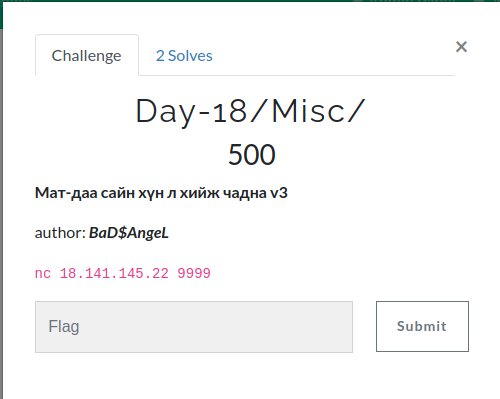 Challenge
2 Solves
×
Day-18/Misc/
500
Мат-даа сайн хүн л хийж чадна v3
author: BaD$AngeL
nc 18.141.145.22 9999
Flag
Submit